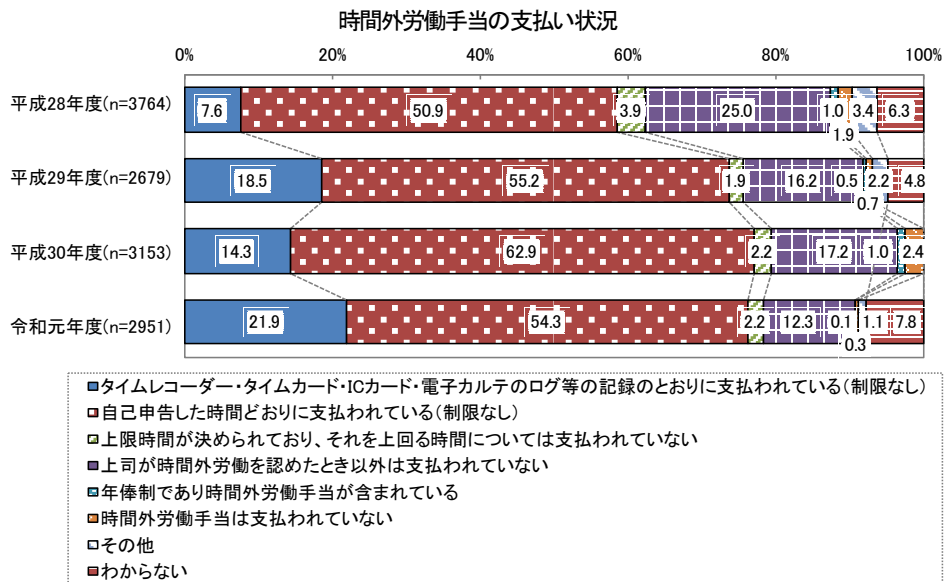 時間外労働手当の支払い状況
0% 20% 40% 60% 80% 100%
平成28年度(n=3764) 7.6 50.9 3.9 25.0 1.0 1.9 3.4 6.3
平成29年度(n=2679) 18.5 55.2 1.9 16.2 0.5 0.7 2.2 4.8
平成30年度(n=3153) 14.3 62.9 2.2 17.2 1.0 2.4
令和元年度(n=2951) 21.9 54.3 2.2 12.3 0.1 0.3 1.1 7.8
タイムレコーダー・タイムカード・ICカード・電子カルテのログ等の記録のとおりに支払われている(制限なし)
自己申告した時間どおりに支払われている(制限なし)
上限時間が決められており、それを上回る時間については支払われていない
上司が時間外労働を認めたとき以外は支払われていない
年俸制であり時間外労働手当が含まれている
時間外労働手当は支払われていない
その他
わからない